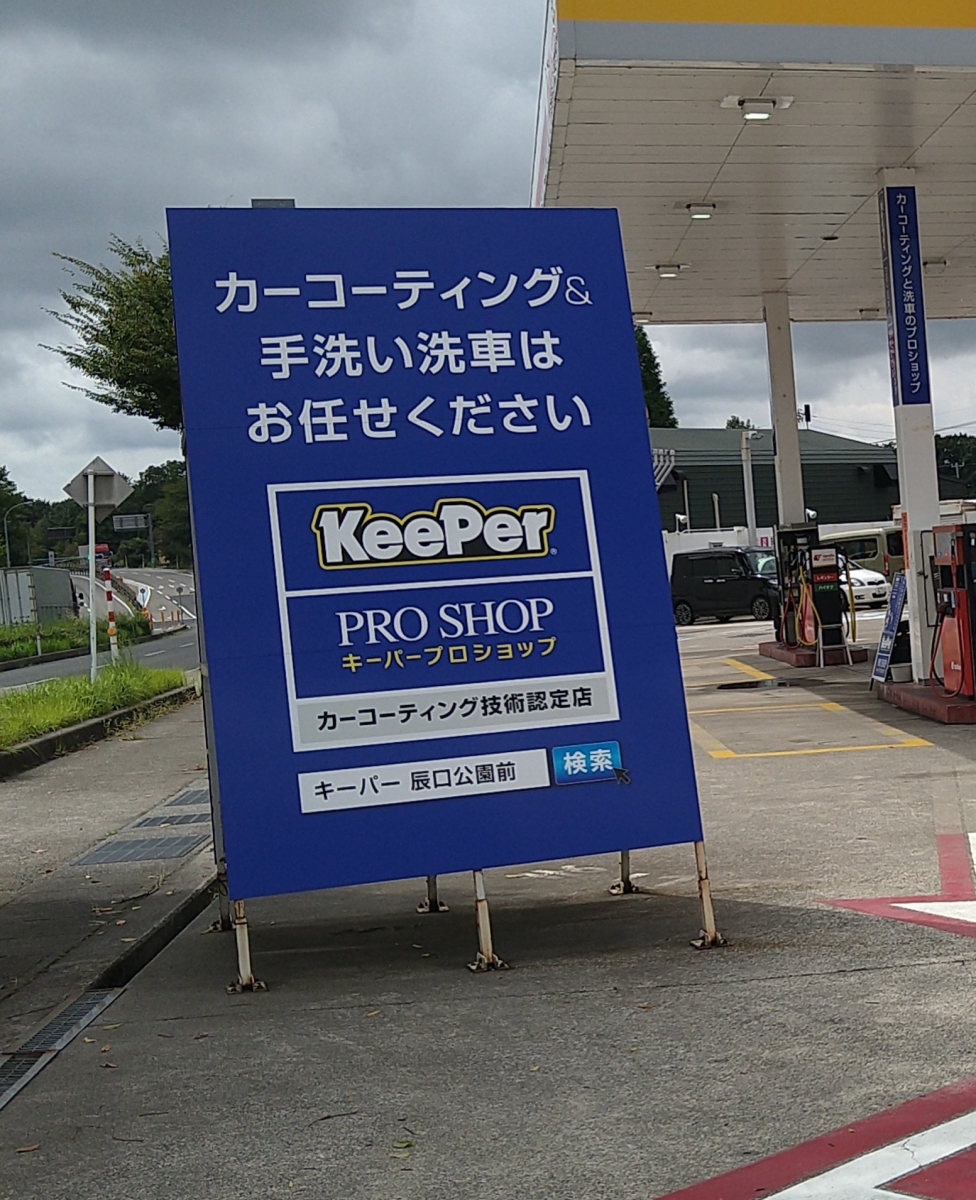 カーコーティング&
手洗い洗車は
お任せください
KeePer
PRO SHOP
キーパープロショップ
カーコーティング技術認定店
キーパー 辰口公園前
検索
カーコーティングと洗車のプロショップ